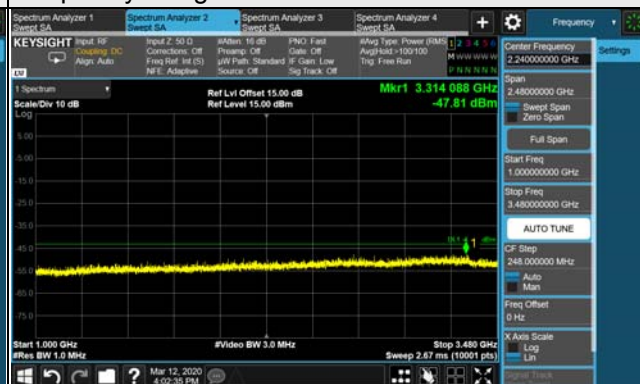 Spectrum Analyzer 1
Swept SA
Spectrum Analyzer 2
Swept SA
Spectrum Analyzer 3
Swept SA
Spectrum Analyzer 4
Swept SA
+
Frequency
KEYSIGHT
Input: RF
Coupling: DC
Align: Auto
Input Z: 50 Ω
Corrections: Off
Freq Ref: Int (S)
NFE: Adaptive
#Atten: 16 dB
Preamp: Off
µW Path: Standard
Source: Off
PNO: Fast
Gate: Off
IF Gain: Low
Sig Track: Off
#Avg Type: Power (RMS
Avg|Hold:>100/100
Trig: Free Run
1 2 3 4 5 6
M W W W W W
P N N N N N
LXI
1 Spectrum
Scale/Div 10 dB
Log
Ref Lvl Offset 15.00 dB
Ref Level 15.00 dBm
Mkr1 3.314 088 GHz
-47.81 dBm
5.00
-5.00
-15.0
-25.0
-35.0
-45.0
-55.0
-65.0
-75.0
1
Start 1.000 GHz
#Res BW 1.0 MHz
#Video BW 3.0 MHz
Stop 3.480 GHz
Sweep 2.67 ms (10001 pts)
Mar 12, 2020
4:02:35 PM
Center Frequency
2.240000000 GHz
Settings
Span
2.48000000 GHz
Swept Span
Zero Span
Full Span
Start Freq
1.000000000 GHz
Stop Freq
3.480000000 GHz
AUTO TUNE
CF Step
248.000000 MHz
Auto
Man
Freq Offset
0 Hz
X Axis Scale
Log
Lin
Signal Track